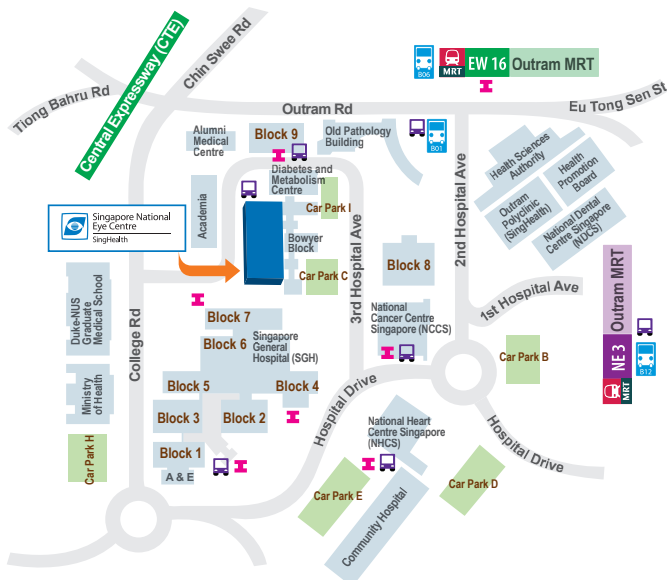 Central Expressway (CTE)
Chin Swee Rd
Tiong Bahru Rd
B06
MRT
EW 16
Outram MRT
Outram Rd
Eu Tong Sen St
Alumni
Medical
Centre
Block 9
Old Pathology
Building
B01
Health Sciences
Authority
Health
Promotion
Board
Outram
Polyclinic
(SingHealth)
National Dental
Centre Singapore
(NDCS)
Diabetes and
Metabolism
Centre
Academia
Car Park I
Singapore National
Eye Centre
SingHealth
Bowyer
Block
Car Park C
3rd Hospital Ave
2nd Hospital Ave
Block 8
1st Hospital Ave
Outram MRT
NE 3
MRT
B12
Duke-NUS
Graduate
Medical School
College Rd
Block 7
Block 6
Singapore
General
Hospital (SGH)
National
Cancer Centre
Singapore (NCCS)
Car Park B
Ministry
of Health
Block 5
Block 4
Block 3
Block 2
Hospital Drive
National Heart
Centre Singapore
(NHCS)
Hospital Drive
Car Park H
Block 1
A & E
Car Park E
Community Hospital
Car Park D